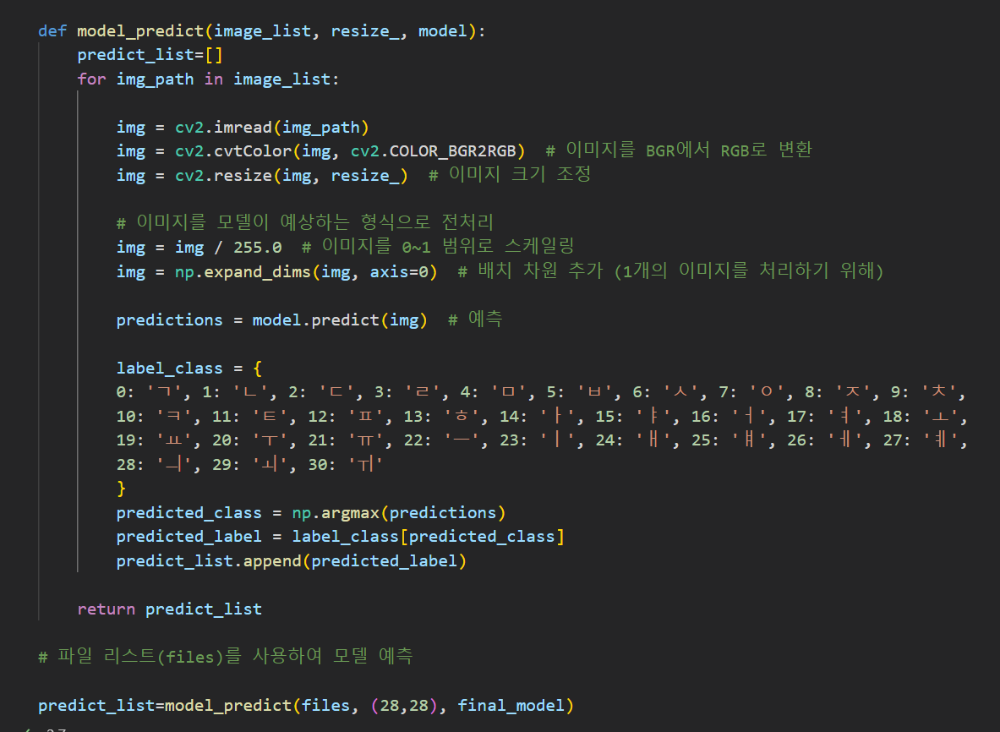 def model_predict(image_list, resize_, model):
    predict_list=[]
    for img_path in image_list:
        img = cv2.imread(img_path)
        img = cv2.cvtColor(img, cv2.COLOR_BGR2RGB)  # 이미지를 BGR에서 RGB로 변환
        img = cv2.resize(img, resize_)  # 이미지 크기 조정
        # 이미지를 모델이 예상하는 형식으로 전처리
        img = img / 255.0  # 이미지를 0~1 범위로 스케일링
        img = np.expand_dims(img, axis=0)  # 배치 차원 추가 (1개의 이미지를 처리하기 위해)
        predictions = model.predict(img)  # 예측
        label_class = {
        0: 'ㄱ', 1: 'ㄴ', 2: 'ㄷ', 3: 'ㄹ', 4: 'ㅁ', 5: 'ㅂ', 6: 'ㅅ', 7: 'ㅇ', 8: 'ㅈ', 9: 'ㅊ',
        10: 'ㅋ', 11: 'ㅌ', 12: 'ㅍ', 13: 'ㅎ', 14: 'ㅏ', 15: 'ㅑ', 16: 'ㅓ', 17: 'ㅕ', 18: 'ㅗ',
        19: 'ㅛ', 20: 'ㅜ', 21: 'ㅠ', 22: 'ㅡ', 23: 'ㅣ', 24: 'ㅐ', 25: 'ㅒ', 26: 'ㅔ', 27: 'ㅖ',
        28: 'ㅢ', 29: 'ㅚ', 30: 'ㅟ'
        }
        predicted_class = np.argmax(predictions)
        predicted_label = label_class[predicted_class]
        predict_list.append(predicted_label)
    return predict_list
# 파일 리스트(files)를 사용하여 모델 예측
predict_list=model_predict(files, (28,28), final_model)